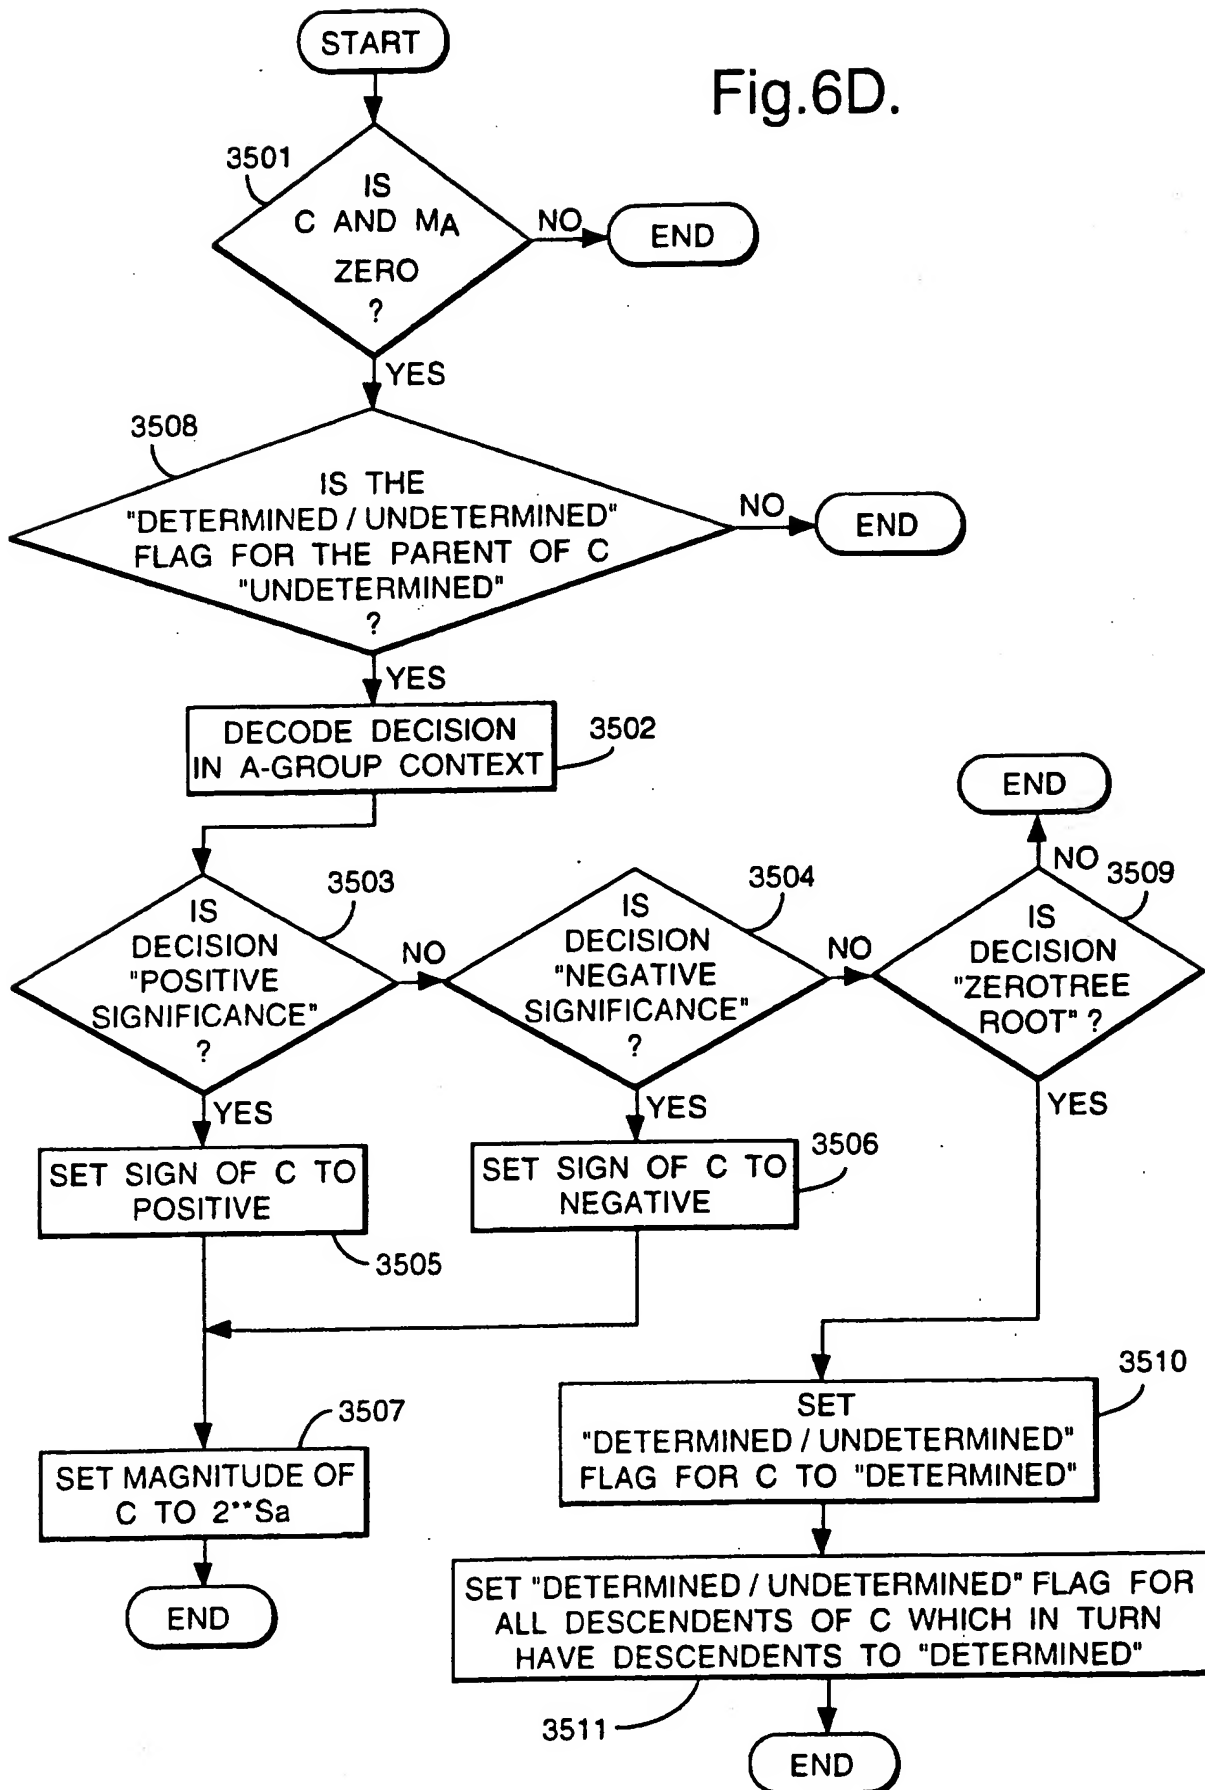 START
Fig.6D.
3501
IS
C AND MA
ZERO
?
NO
END
YES
3508
IS THE
"DETERMINED / UNDETERMINED"
FLAG FOR THE PARENT OF C
"UNDETERMINED"
?
NO
END
YES
DECODE DECISION
IN A-GROUP CONTEXT
3502
END
NO
3503
IS
DECISION
"POSITIVE
SIGNIFICANCE"
?
NO
3504
IS
DECISION
"NEGATIVE
SIGNIFICANCE"
?
NO
3509
IS
DECISION
"ZEROTREE
ROOT" ?
YES
YES
YES
SET SIGN OF C TO
POSITIVE
3505
SET SIGN OF C TO
NEGATIVE
3506
3507
SET MAGNITUDE OF
C TO 2**Sa
END
3510
SET
"DETERMINED / UNDETERMINED"
FLAG FOR C TO "DETERMINED"
SET "DETERMINED / UNDETERMINED" FLAG FOR
ALL DESCENDENTS OF C WHICH IN TURN
HAVE DESCENDENTS TO "DETERMINED"
3511
END